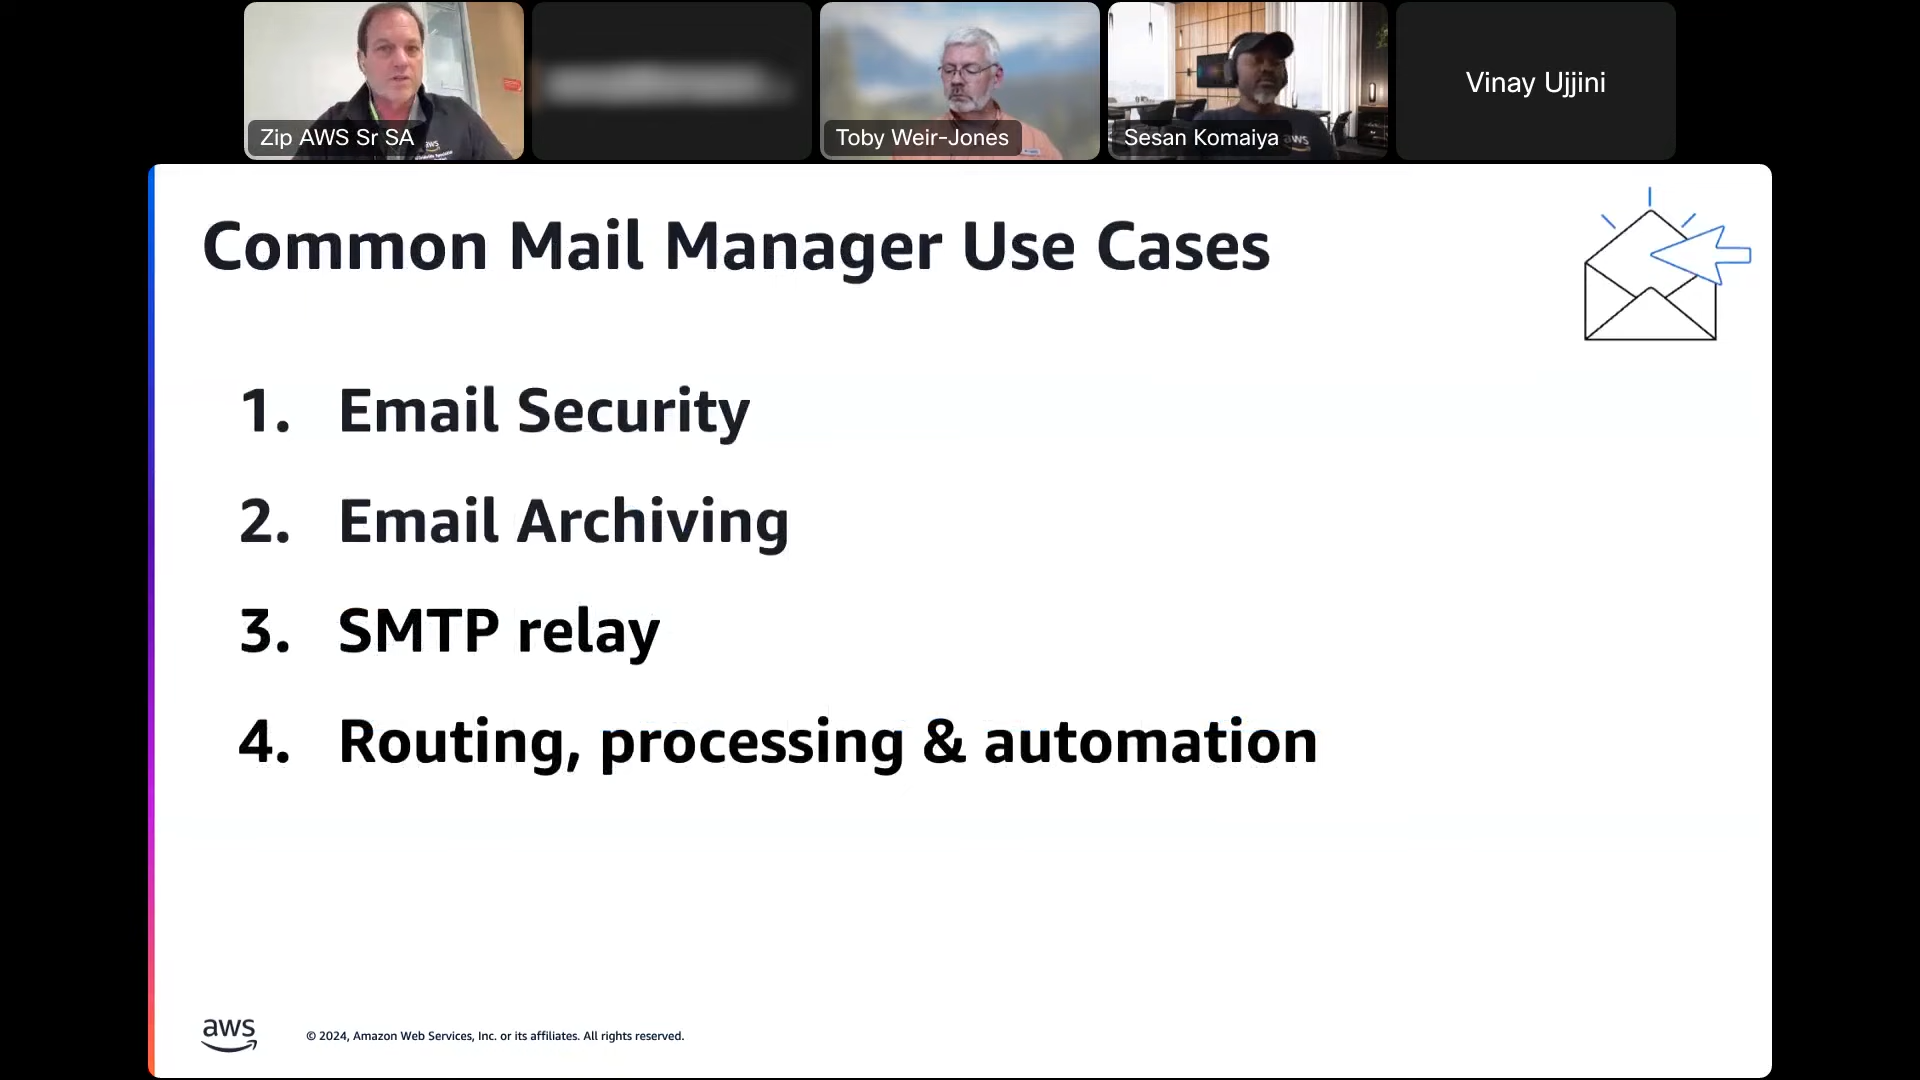 Zip AWS Sr SA
Toby Weir-Jones
Sesan Komaiya
aws
Vinay Ujjini
Common Mail Manager Use Cases
1. Email Security
2. Email Archiving
3. SMTP relay
4. Routing, processing & automation
aws
© 2024, Amazon Web Services, Inc. or its affiliates. All rights reserved.